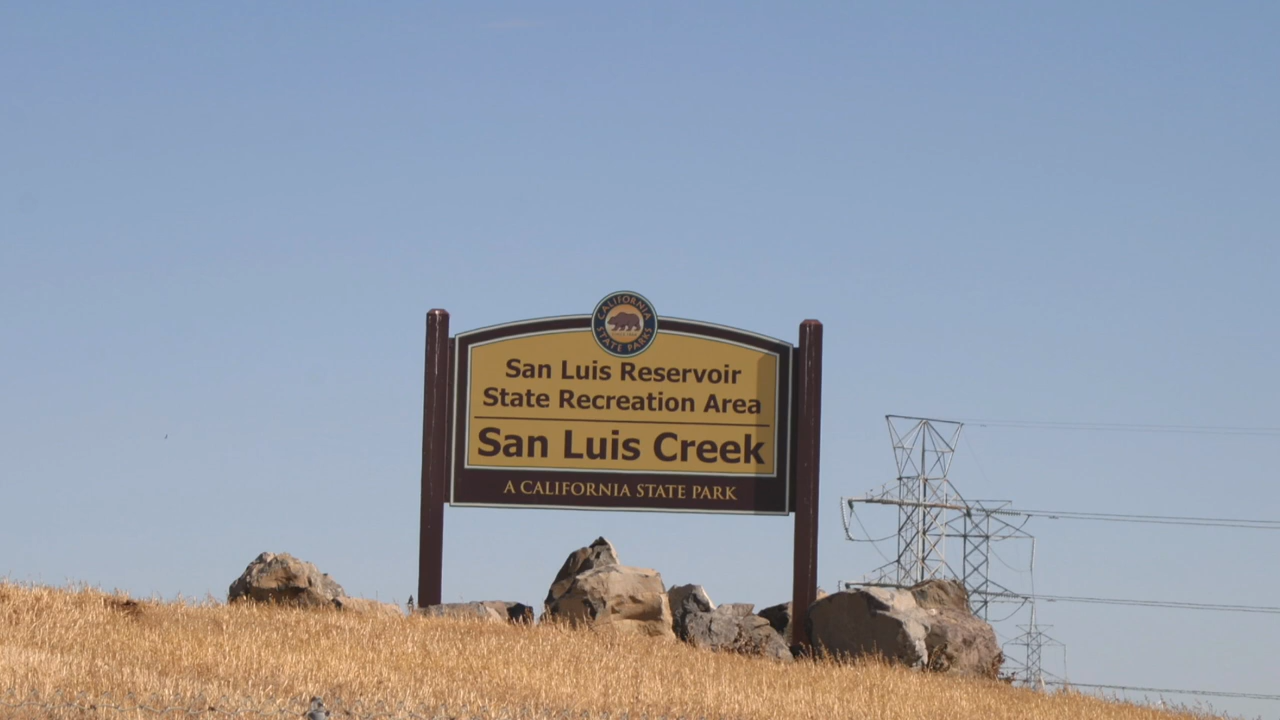 CALIFORNIA
STATE PARKS
San Luis Reservoir
State Recreation Area
San Luis Creek
A CALIFORNIA STATE PARK